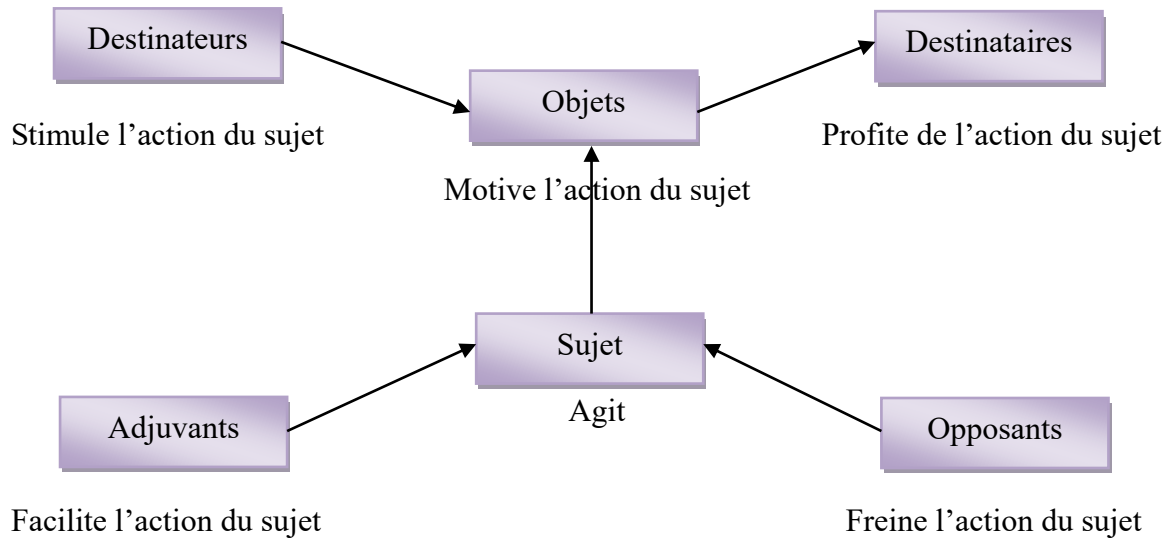 Destinateurs
Destinataires
Objets
Stimule l’action du sujet
Profite de l’action du sujet
Motive l’action du sujet
Sujet
Agit
Adjuvants
Opposants
Facilite l’action du sujet
Freine l’action du sujet